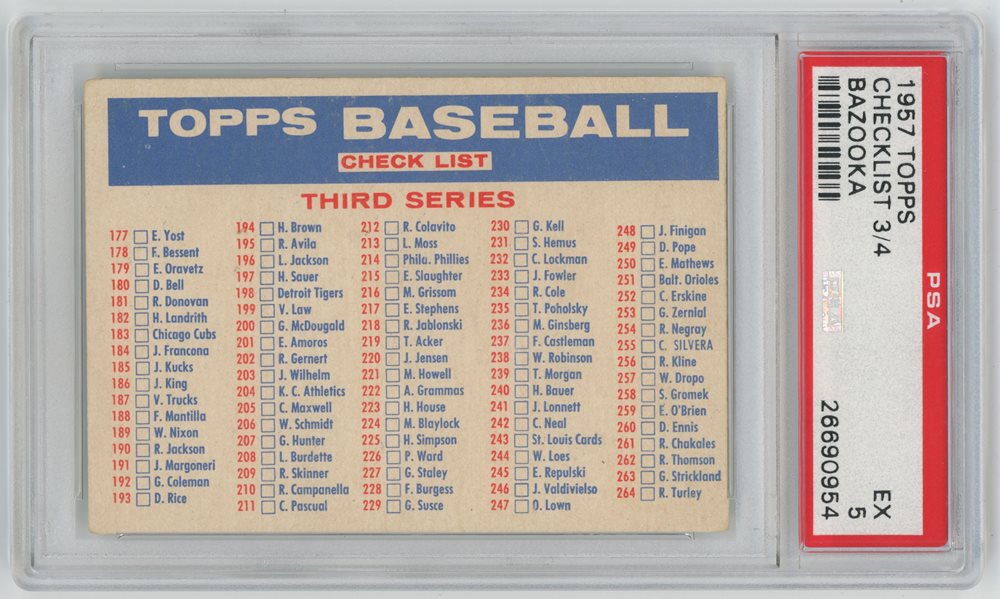 TOPPS BASEBALL
CHECK LIST
THIRD SERIES
177 E. Yost
178 F. Bessent
179 E. Oravetz
180 D. Bell
181 R. Donovan
182 H. Landrith
183 Chicago Cubs
184 J. Francona
185 J. Kucks
186 J. King
187 V. Trucks
188 F. Mantilla
189 W. Nixon
190 R. Jackson
191 J. Margoneri
192 G. Coleman
193 D. Rice
194 H. Brown
195 R. Avila
196 L. Jackson
197 H. Sauer
198 Detroit Tigers
199 V. Law
200 G. McDougald
201 E. Amoros
202 R. Gernert
203 J. Wilhelm
204 K. C. Athletics
205 C. Maxwell
206 W. Schmidt
207 G. Hunter
208 L. Burdette
209 R. Skinner
210 R. Campanella
211 C. Pascual
212 R. Colavito
213 L. Moss
214 Phila. Phillies
215 E. Slaughter
216 M. Grissom
217 E. Stephens
218 R. Jablonski
219 T. Acker
220 J. Jensen
221 M. Howell
222 A. Grammas
223 H. House
224 M. Blaylock
225 H. Simpson
226 P. Ward
227 G. Staley
228 F. Burgess
229 G. Susce
230 G. Kell
231 S. Hemus
232 C. Lockman
233 J. Fowler
234 R. Cole
235 T. Poholsky
236 M. Ginsberg
237 F. Castleman
238 W. Robinson
239 T. Morgan
240 H. Bauer
241 J. Lonnett
242 C. Neal
243 St. Louis Cards
244 W. Loes
245 E. Repulski
246 J. Valdivielso
247 O. Lown
248 J. Finigan
249 D. Pope
250 E. Mathews
251 Balt. Orioles
252 C. Erskine
253 G. Zernial
254 R. Negray
255 C. SILVERA
256 R. Kline
257 W. Dropo
258 S. Gromek
259 E. O'Brien
260 D. Ennis
261 R. Chakales
262 R. Thomson
263 G. Strickland
264 R. Turley
1957 TOPPS
CHECKLIST 3/4
BAZOOKA
EX
5
26690954
PSA
PSA